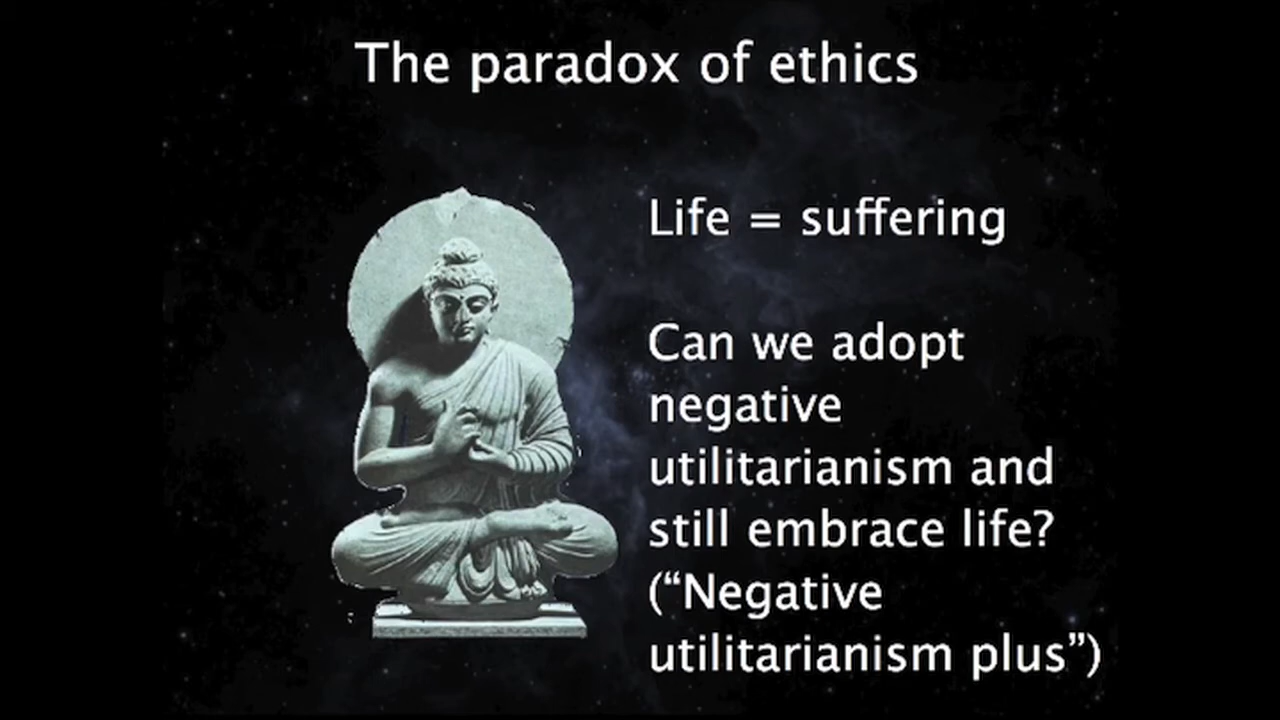 The paradox of ethics
Life = suffering
Can we adopt
negative
utilitarianism and
still embrace life?
(“Negative
utilitarianism plus”)